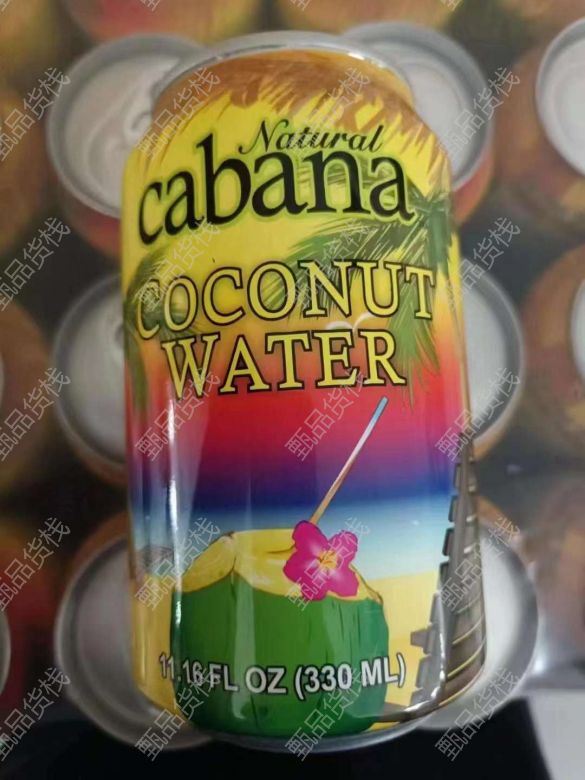 Natural
cabana
COCONUT
WATER
11.16 FL OZ (330 ML)
甄品货栈